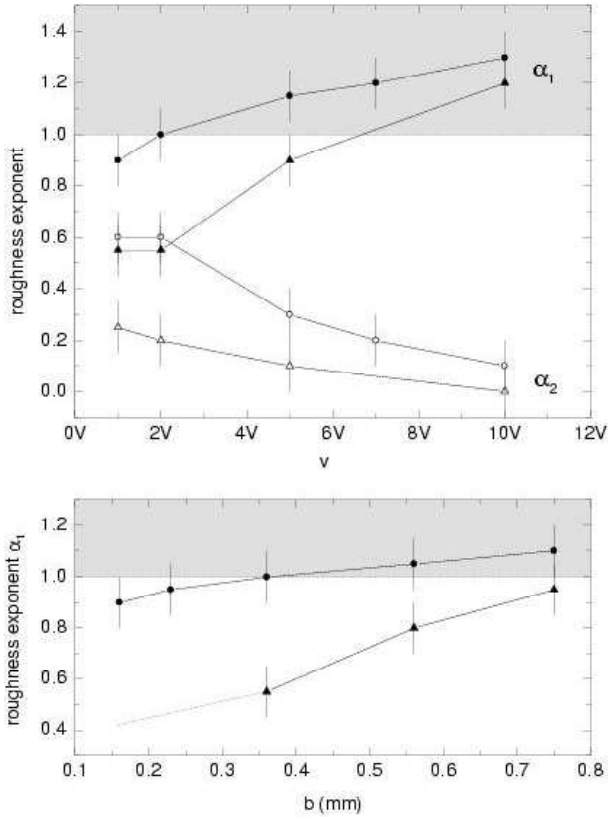 1.4
1.2
1.0
0.8
0.6
0.4
0.2
0.0
roughness exponent
α1
α2
0V 2V 4V 6V 8V 10V 12V
v
1.2
1.0
0.8
0.6
0.4
roughness exponent α1
0.1 0.2 0.3 0.4 0.5 0.6 0.7 0.8
b (mm)